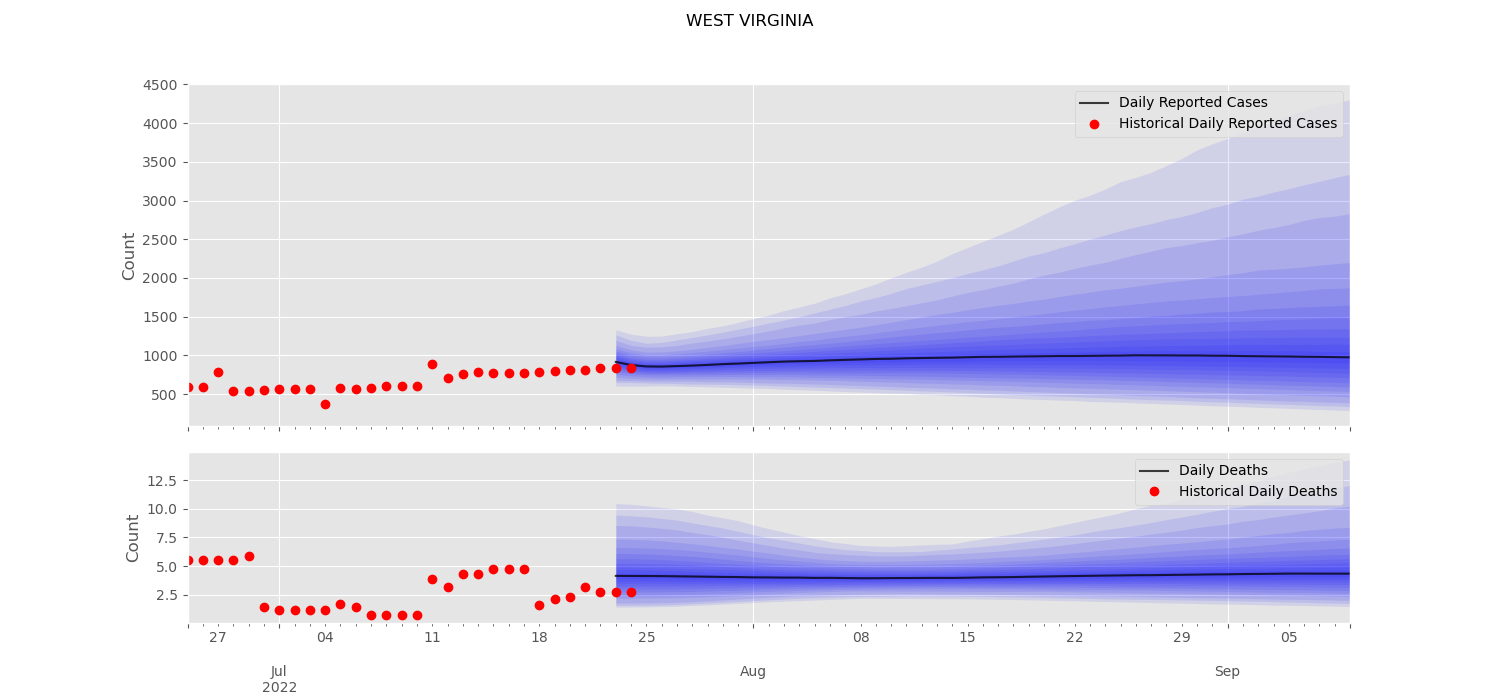 WEST VIRGINIA
4500
4000
3500
3000
2500
2000
1500
1000
500
Count
Daily Reported Cases
Historical Daily Reported Cases
12.5
10.0
7.5
5.0
2.5
Count
Daily Deaths
Historical Daily Deaths
27 04 11 18 25 08 15 22 29 05
Jul Aug Sep
2022